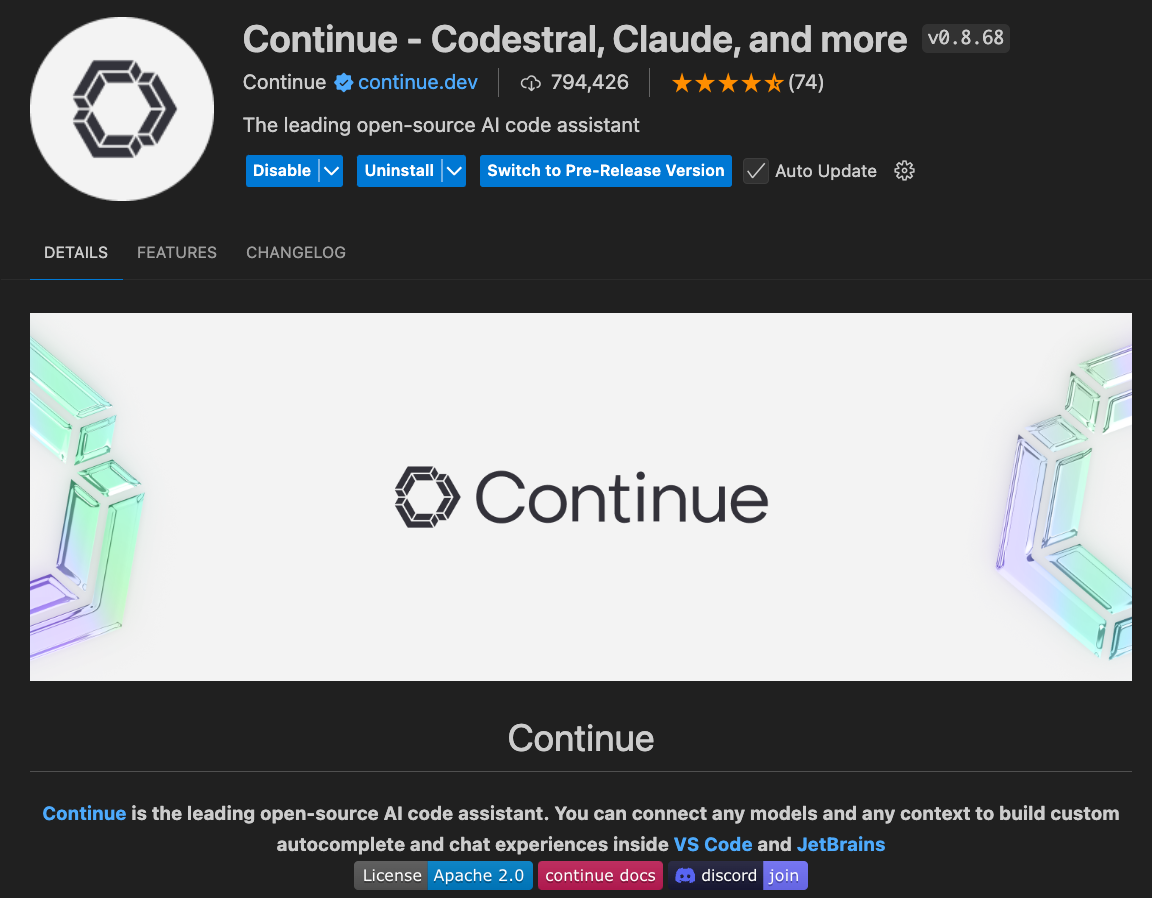 Continue - Codestral, Claude, and more v0.8.68
Continue continue.dev 794,426 (74)
The leading open-source AI code assistant
Disable Uninstall Switch to Pre-Release Version Auto Update
DETAILS FEATURES CHANGELOG
Continue
Continue
Continue is the leading open-source AI code assistant. You can connect any models and any context to build custom
autocomplete and chat experiences inside VS Code and JetBrains
License Apache 2.0 continue docs discord join